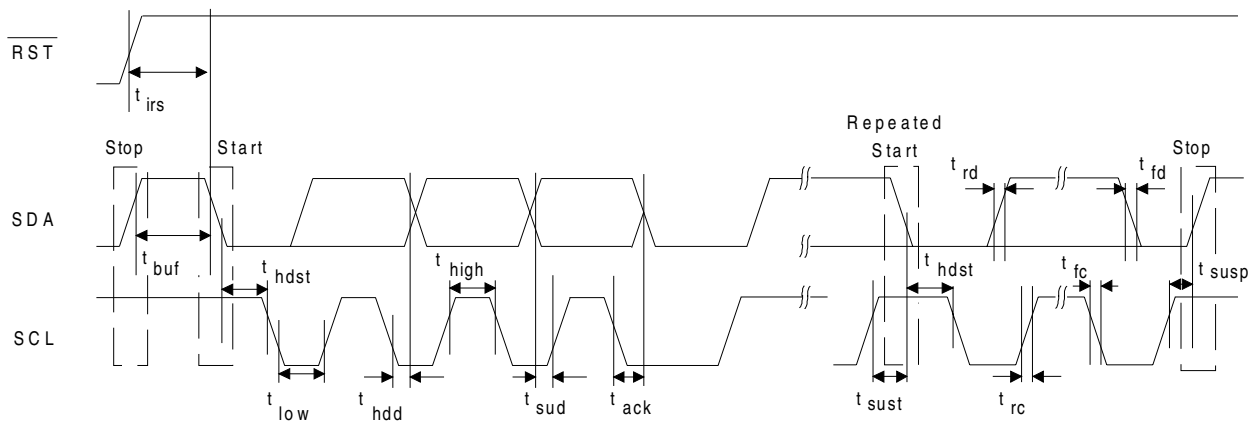 RST
t irs
Repeated
Stop Start Start Stop
t rd t fd
SDA
t buf t hdst t high t hdst t fc t susp
SCL
t low t hdd t sud t ack t sust t rc